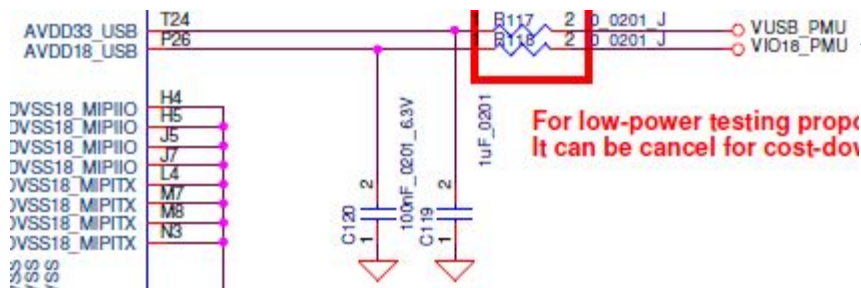 AVDD33_USB T24 R117 2 0_0201_J VUSB_PMU
AVDD18_USB P26 R118 2 0_0201_J VIO18_PMU
DVSS18_MIPIIO H4
DVSS18_MIPIIO H5
DVSS18_MIPIIO J5
DVSS18_MIPIIO J7
DVSS18_MIPITX L4
DVSS18_MIPITX M7
DVSS18_MIPITX M8
DVSS18_MIPITX N3
For low-power testing propo
It can be cancel for cost-dow
C120 1 2 100nF_0201_6.3V
C119 1 2 1uF_0201